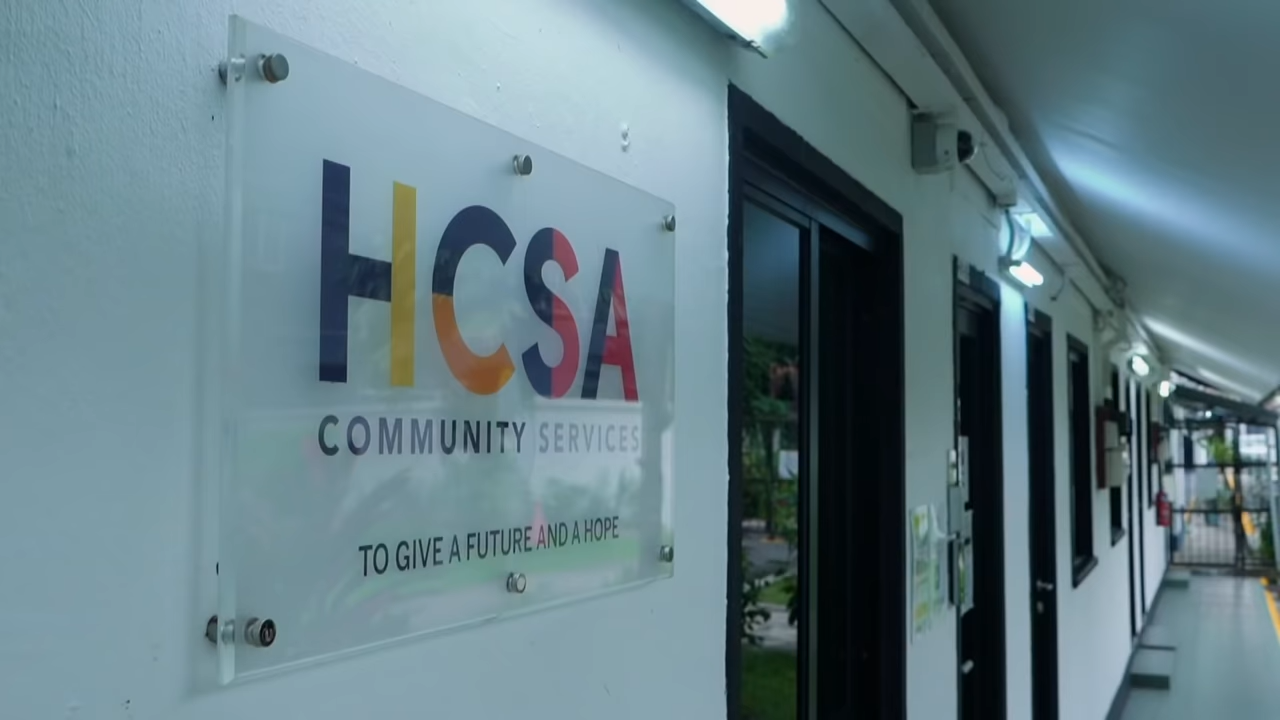 HCSA
COMMUNITY SERVICES
TO GIVE A FUTURE AND A HOPE